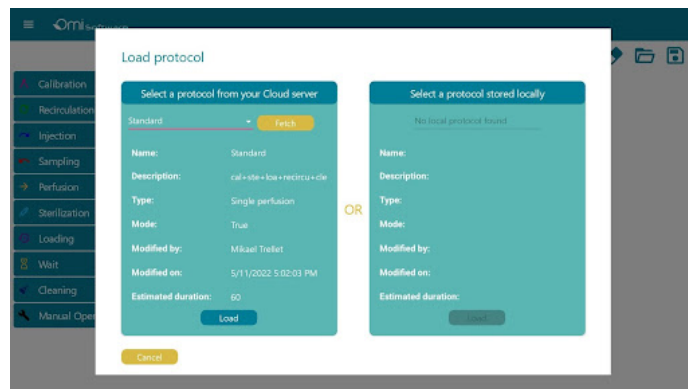 Omi Software
Load protocol
Select a protocol from your Cloud server
Standard
Fetch
Name: Standard
Description: cal+ste+loa+recircu+cle
Type: Single perfusion
Mode: True
Modified by: Mikael Trellet
Modified on: 5/11/2022 5:02:03 PM
Estimated duration: 60
Load
OR
Select a protocol stored locally
No local protocol found
Name:
Description:
Type:
Mode:
Modified by:
Modified on:
Estimated duration:
Load
Cancel
Calibration
Recirculation
Injection
Sampling
Perfusion
Sterilization
Loading
Wait
Cleaning
Manual Oper